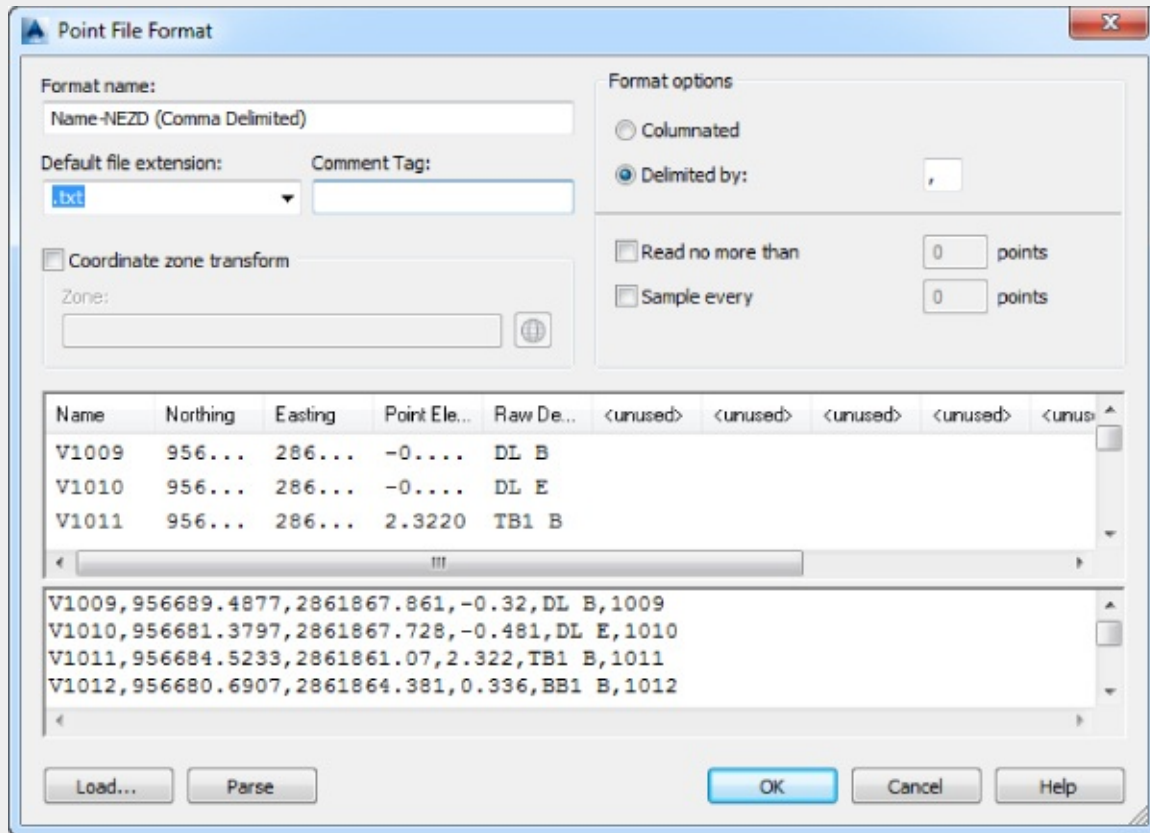 Point File Format
Format name:
Name-NEZD (Comma Delimited)
Default file extension:
Comment Tag:
.txt
Coordinate zone transform
Zone:
Format options
Columnated
Delimited by: ,
Read no more than 0 points
Sample every 0 points
Name Northing Easting Point Ele... Raw De... <unused> <unused> <unused> <unused> <unus
V1009 956... 286... -0.... DL B
V1010 956... 286... -0.... DL E
V1011 956... 286... 2.3220 TB1 B
V1009,956689.4877,2861867.861,-0.32,DL B,1009
V1010,956681.3797,2861867.728,-0.481,DL E,1010
V1011,956684.5233,2861861.07,2.322,TB1 B,1011
V1012,956680.6907,2861864.381,0.336,BB1 B,1012
Load... Parse OK Cancel Help